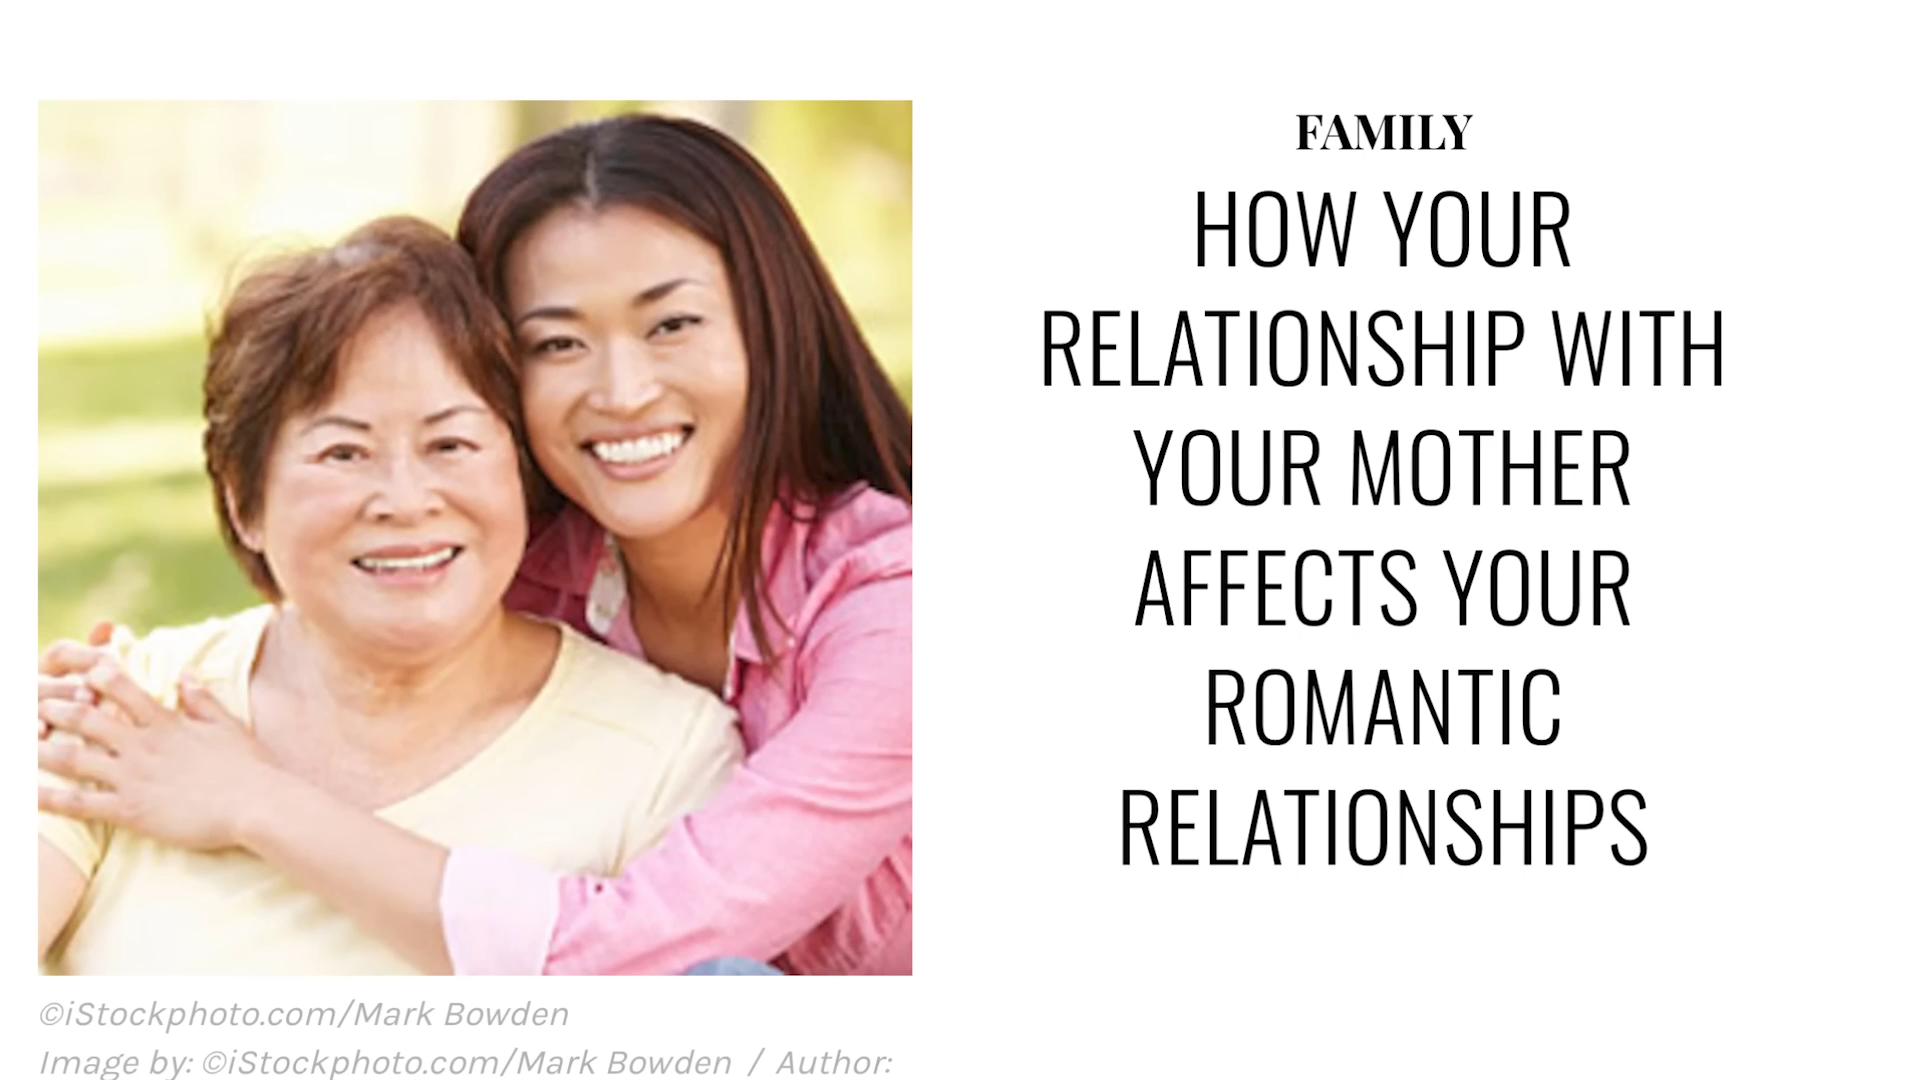 FAMILY
HOW YOUR
RELATIONSHIP WITH
YOUR MOTHER
AFFECTS YOUR
ROMANTIC
RELATIONSHIPS
©iStockphoto.com/Mark Bowden
Image by: ©iStockphoto.com/Mark Bowden / Author: